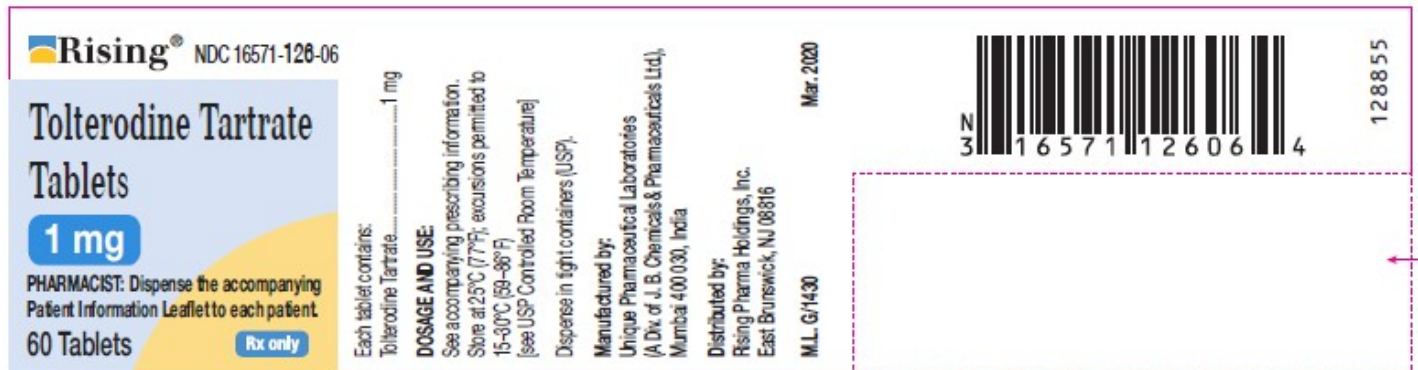 Rising® NDC 16571-126-06
Tolterodine Tartrate
Tablets
1 mg
PHARMACIST: Dispense the accompanying
Patient Information Leaflet to each patient.
60 Tablets
Rx only
Each tablet contains:
Tolterodine Tartrate..............................1 mg
DOSAGE AND USE:
See accompanying prescribing information.
Store at 25°C (77°F); excursions permitted to
15–30°C (59–86°F)
[see USP Controlled Room Temperature]
Dispense in tight containers (USP).
Manufactured by:
Unique Pharmaceutical Laboratories
(A Div. of J. B. Chemicals & Pharmaceuticals Ltd.),
Mumbai 400 030, India
Distributed by:
Rising Pharma Holdings, Inc.
East Brunswick, NJ 08816
M.L. G/1430 Mar. 2020
N
3 16571 12606 4
128855